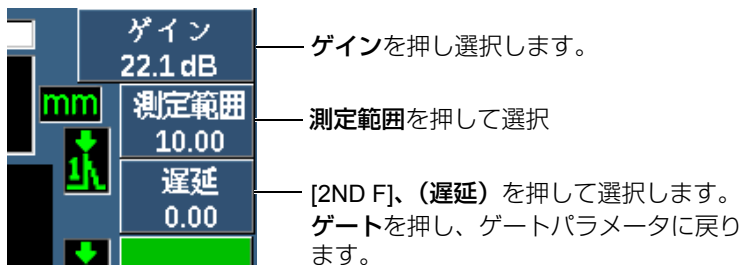 ゲイン
22.1 dB
ゲインを押し選択します。
mm
測定範囲
10.00
測定範囲を押して選択
1
遅延
0.00
[2ND F]、（遅延）を押して選択します。
ゲートを押し、ゲートパラメータに戻り
ます。